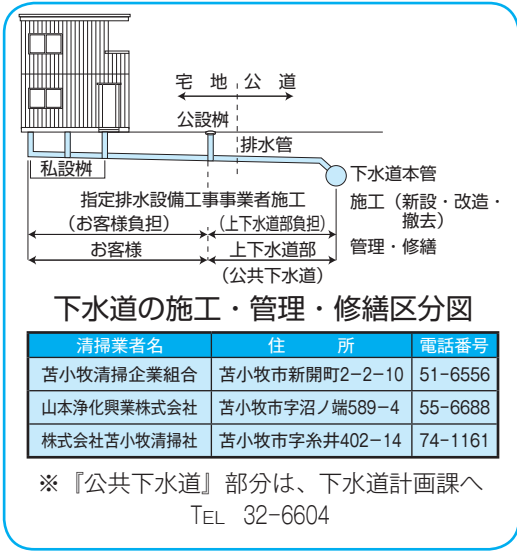 宅地 公道
公設桝
排水管
私設桝
下水道本管
指定排水設備工事事業者施工
施工（新設・改造・撤去）
（お客様負担） （上下水道部負担）
お客様 上下水道部 管理・修繕
（公共下水道）
下水道の施工・管理・修繕区分図
清掃業者名 住所 電話番号
苫小牧清掃企業組合 苫小牧市新開町2-2-10 51-6556
山本浄化興業株式会社 苫小牧市字沼ノ端589-4 55-6688
株式会社苫小牧清掃社 苫小牧市字糸井402-14 74-1161
※『公共下水道』部分は、下水道計画課へ
TEL 32-6604